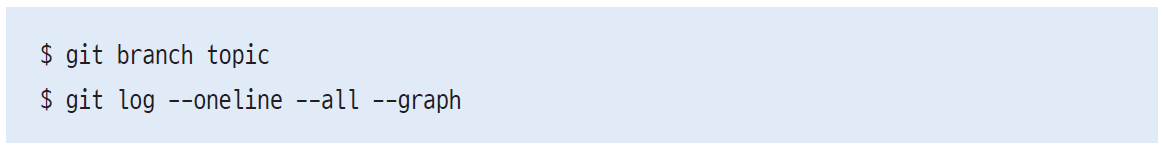 $ git branch topic
$ git log --oneline --all --graph